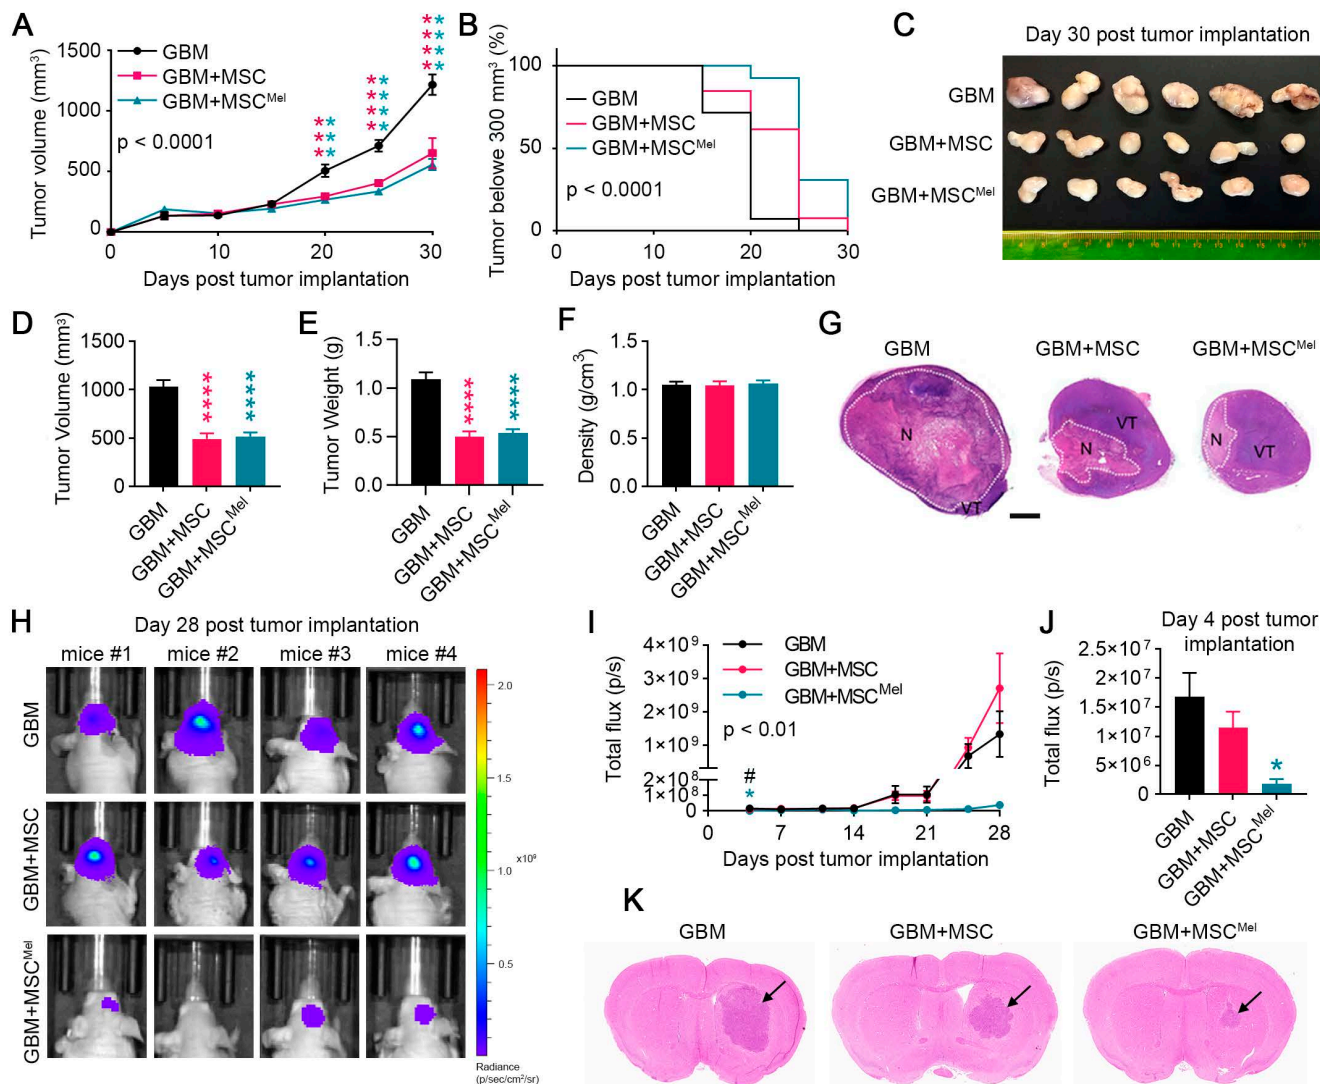 A
Tumor volume (mm³)
1500
1000
500
0
GBM
GBM+MSC
GBM+MSC^Mel
p < 0.0001
****
****
****
****
***
***
0 10 20 30
Days post tumor implantation
B
Tumor belowe 300 mm³ (%)
100
50
0
GBM
GBM+MSC
GBM+MSC^Mel
p < 0.0001
0 10 20 30
Days post tumor implantation
C
Day 30 post tumor implantation
GBM
GBM+MSC
GBM+MSC^Mel
D
Tumor Volume (mm³)
1500
1000
500
0
****
****
GBM
GBM+MSC
GBM+MSC^Mel
E
Tumor Weight (g)
1.5
1.0
0.5
0.0
****
****
GBM
GBM+MSC
GBM+MSC^Mel
F
Density (g/cm³)
1.5
1.0
0.5
0.0
GBM
GBM+MSC
GBM+MSC^Mel
G
GBM
GBM+MSC
GBM+MSC^Mel
N
VT
N
VT
N
VT
H
Day 28 post tumor implantation
mice #1 mice #2 mice #3 mice #4
GBM
GBM+MSC
GBM+MSC^Mel
2.0
1.5
1.0
0.5
Radiance
(p/sec/cm²/sr)
I
Total flux (p/s)
4×10⁹
3×10⁹
2×10⁹
1×10⁹
2×10⁸
1×10⁸
0
GBM
GBM+MSC
GBM+MSC^Mel
p < 0.01
#
*
0 7 14 21 28
Days post tumor implantation
J
Day 4 post tumor
implantation
Total flux (p/s)
2.5×10⁷
2×10⁷
1.5×10⁷
1×10⁷
5×10⁶
0
*
GBM
GBM+MSC
GBM+MSC^Mel
K
GBM
GBM+MSC
GBM+MSC^Mel